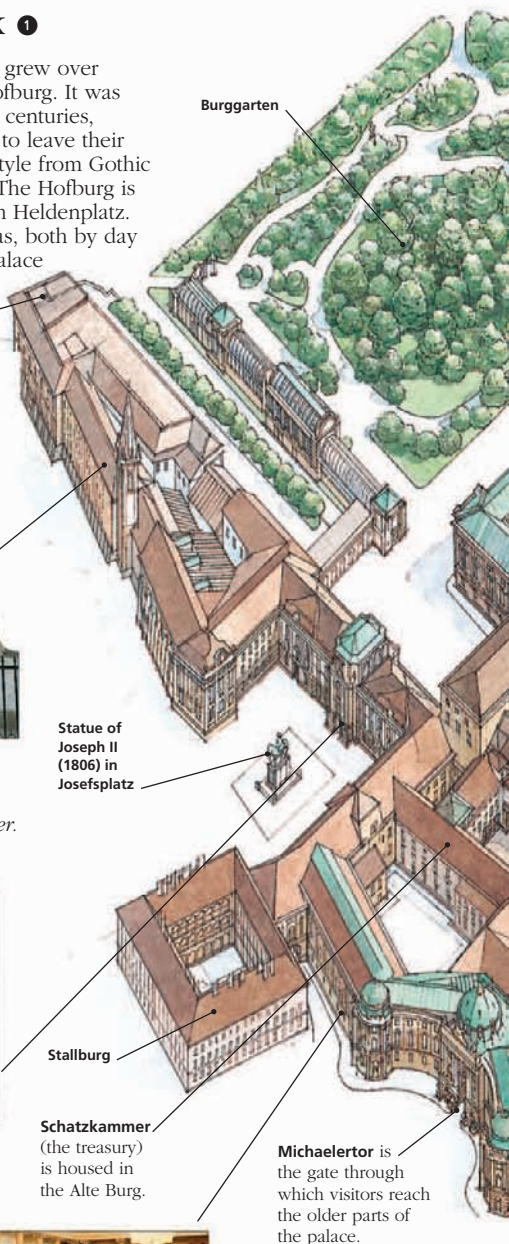 ❶
grew over
fburg. It was
centuries,
to leave their
tyle from Gothic
The Hofburg is
Heldenplatz.
as, both by day
alace
Burggarten
Statue of
Joseph II
(1806) in
Josefsplatz
er.
Stallburg
Schatzkammer
(the treasury)
is housed in
the Alte Burg.
Michaelertor is
the gate through
which visitors reach
the older parts of
the palace.